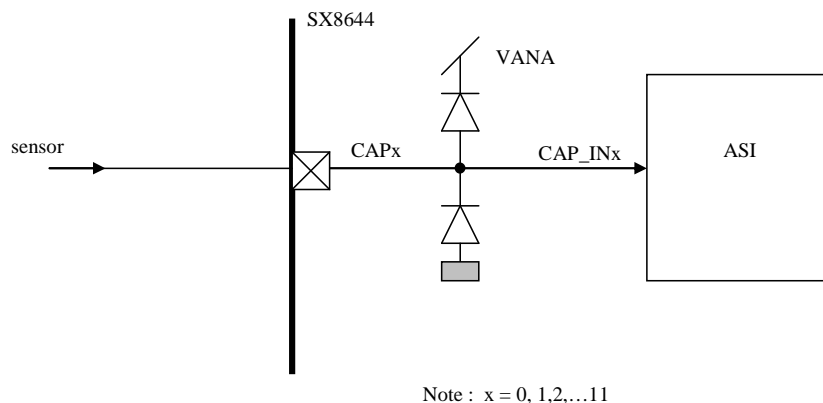 SX8644
VANA
sensor
CAPx
CAP_INx
ASI
Note : x = 0, 1,2,…11